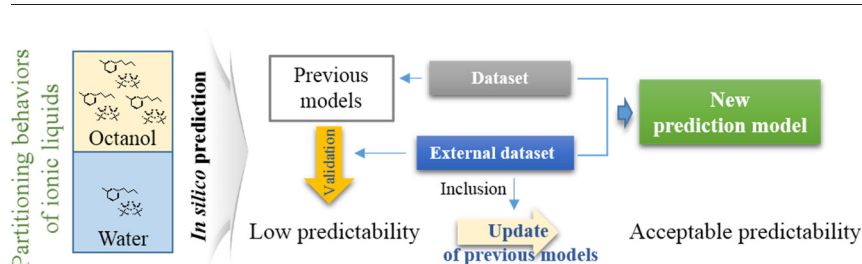 Partitioning behaviors
of ionic liquids
Octanol
Water
In silico prediction
Previous
models
Dataset
Validation
External dataset
Inclusion
New
prediction model
Low predictability
Update
of previous models
Acceptable predictability